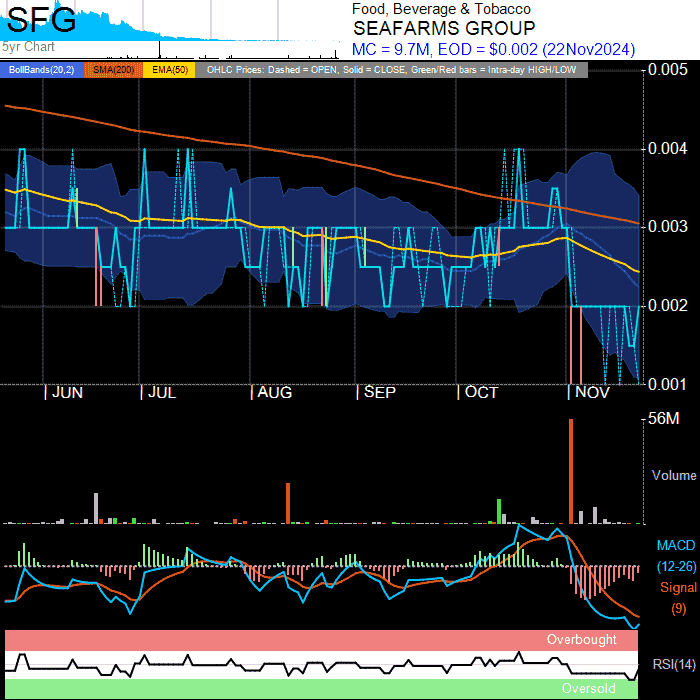 SFG
5yr Chart
Food, Beverage & Tobacco
SEAFARMS GROUP
MC = 9.7M, EOD = $0.002 (22Nov2024)
BollBands(20,2) SMA(200) EMA(50) OHLC Prices: Dashed = OPEN, Solid = CLOSE, Green/Red bars = Intra-day HIGH/LOW
0.005
0.004
0.003
0.002
0.001
| JUN | JUL | AUG | SEP | OCT | NOV
56M
Volume
MACD
(12-26)
Signal
(9)
Overbought
RSI(14)
Oversold